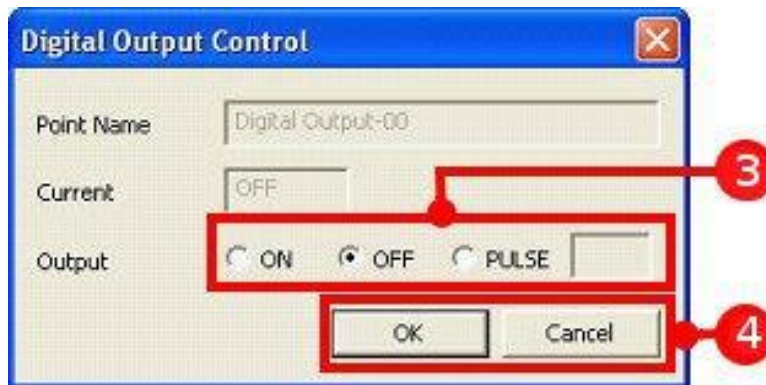 Digital Output Control
Point Name Digital Output-00
3
Current OFF
Output ON OFF PULSE
OK Cancel 4